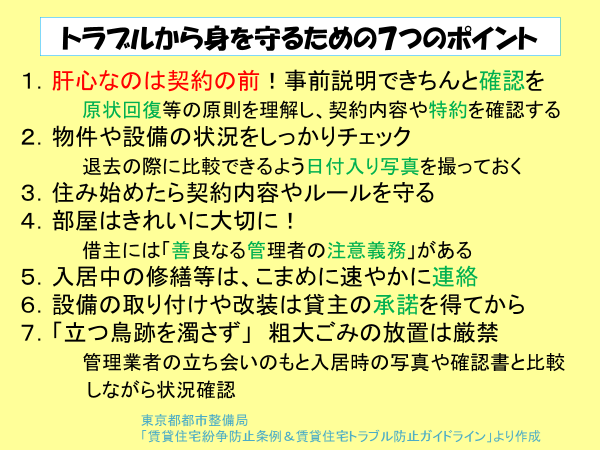 トラブルから身を守るための7つのポイント
1．肝心なのは契約の前！事前説明できちんと確認を
原状回復等の原則を理解し、契約内容や特約を確認する
2．物件や設備の状況をしっかりチェック
退去の際に比較できるよう日付入り写真を撮っておく
3．住み始めたら契約内容やルールを守る
4．部屋はきれいに大切に！
借主には「善良なる管理者の注意義務」がある
5．入居中の修繕等は、こまめに速やかに連絡
6．設備の取り付けや改装は貸主の承諾を得てから
7．「立つ鳥跡を濁さず」 粗大ごみの放置は厳禁
管理業者の立ち会いのもと入居時の写真や確認書と比較
しながら状況確認
東京都都市整備局
「賃貸住宅紛争防止条例＆賃貸住宅トラブル防止ガイドライン」より作成